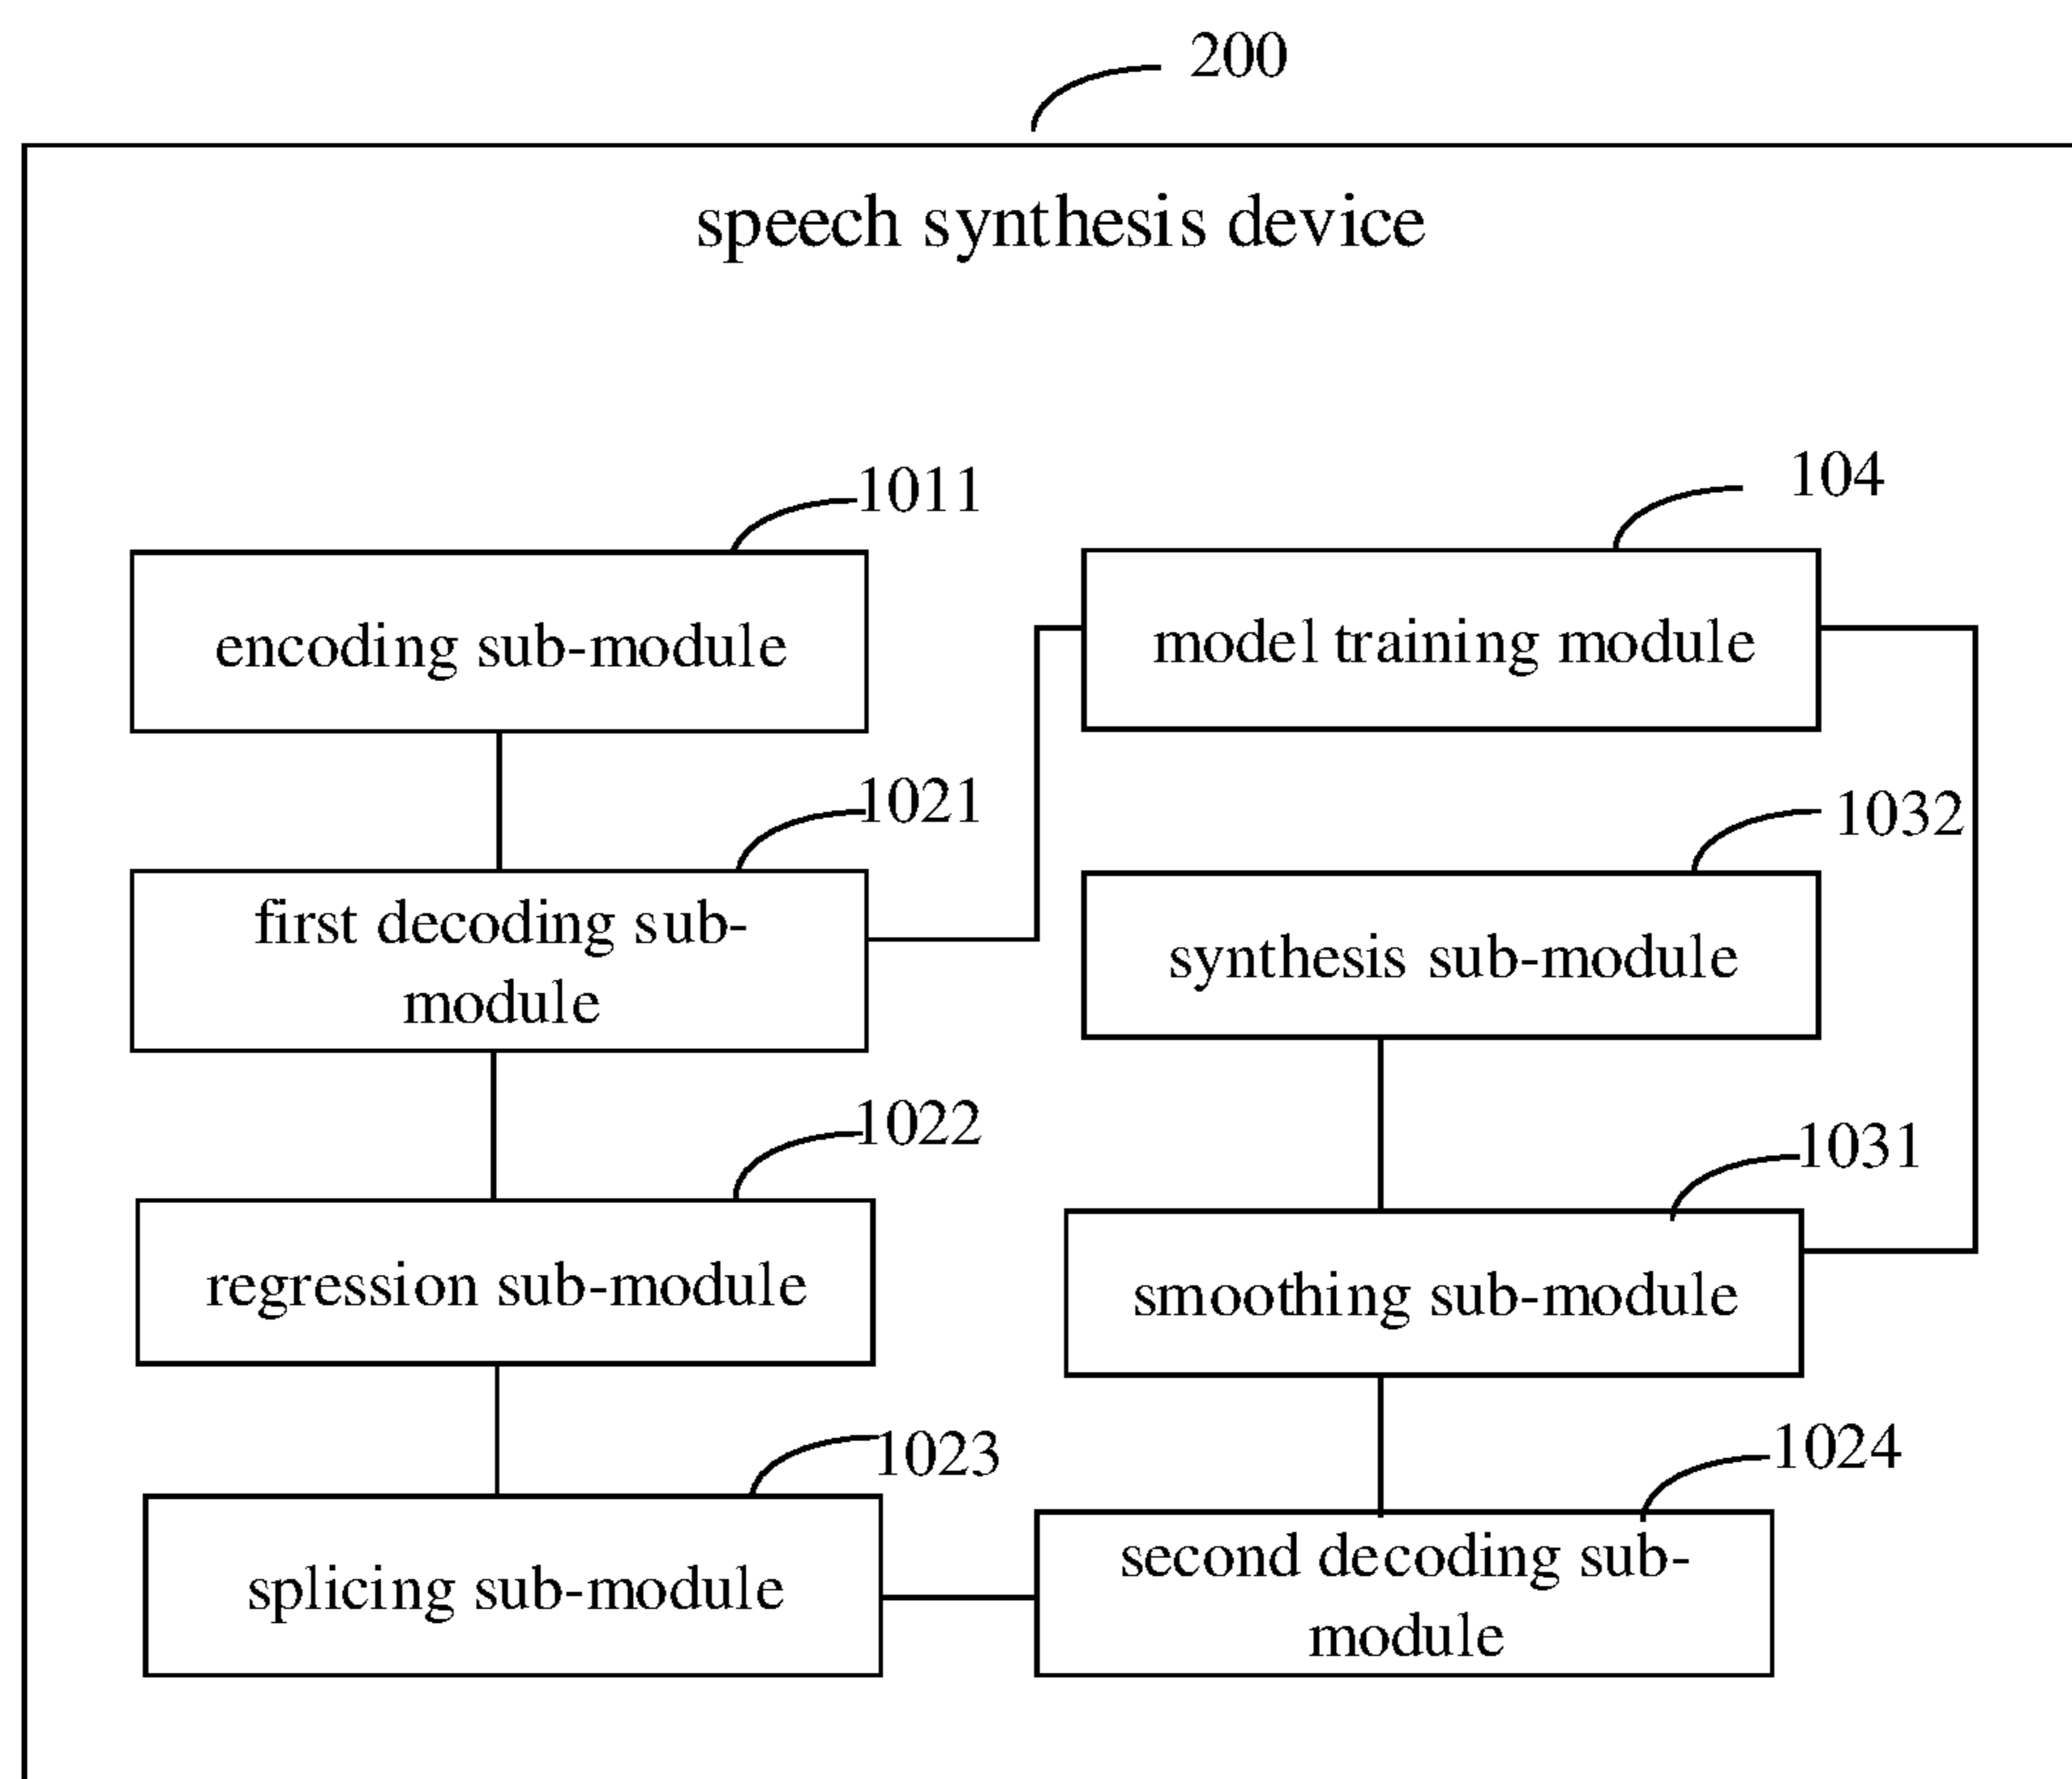 200
speech synthesis device
1011
104
encoding sub-module
model training module
1021
1032
first decoding sub-
module
synthesis sub-module
1022
1031
regression sub-module
smoothing sub-module
1023
1024
splicing sub-module
second decoding sub-
module